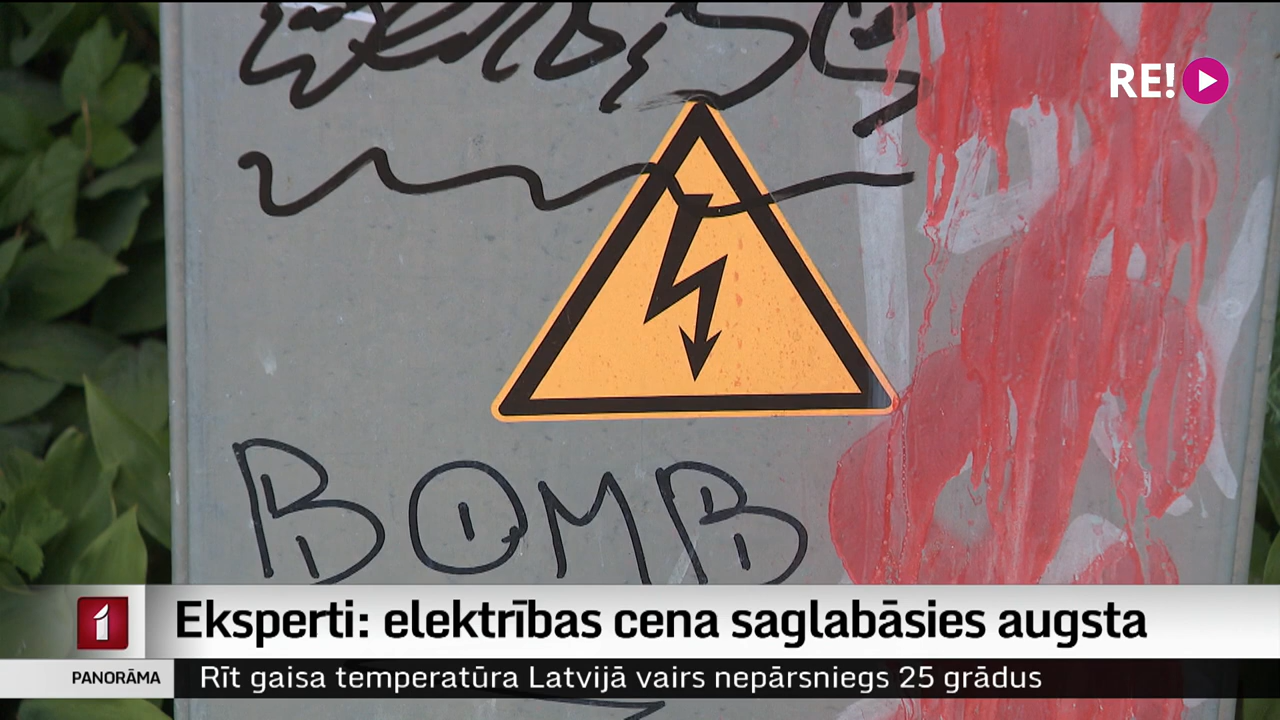 RE!
BOMB
1
Eksperti: elektrības cena saglabāsies augsta
PANORĀMA
Rīt gaisa temperatūra Latvijā vairs nepārsniegs 25 grādus